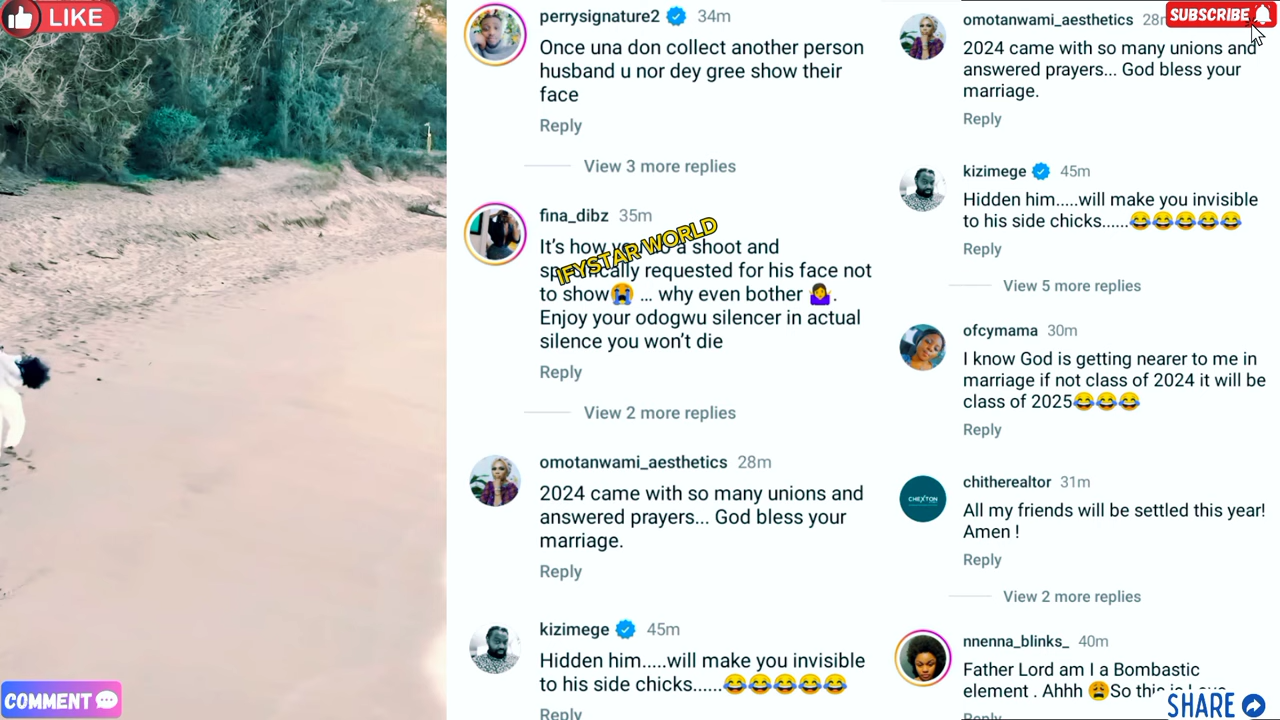 LIKE
perrysignature2 34m
Once una don collect another person
husband u nor dey gree show their
face
Reply
View 3 more replies
fina_dibz 35m
It's how a shoot and
requested for his face not
to show😭 ... why even bother 🤷‍♀️.
Enjoy your odogwu silencer in actual
silence you won't die
Reply
View 2 more replies
IFYSTAR WORLD
omotanwami_aesthetics 28m
2024 came with so many unions and
answered prayers... God bless your
marriage.
Reply
kizimege 45m
Hidden him.....will make you invisible
to his side chicks......😂😂😂😂😂
Reply
COMMENT
SUBSCRIBE
omotanwami_aesthetics 28m
2024 came with so many unions and
answered prayers... God bless your
marriage.
Reply
kizimege 45m
Hidden him.....will make you invisible
to his side chicks......😂😂😂😂😂
Reply
View 5 more replies
ofcymama 30m
I know God is getting nearer to me in
marriage if not class of 2024 it will be
class of 2025😂😂😂
Reply
CHEXTON
chitherealtor 31m
All my friends will be settled this year!
Amen !
Reply
View 2 more replies
nnenna_blinks_ 40m
Father Lord am I a Bombastic
element . Ahhh 😩So this is
Reply
SHARE